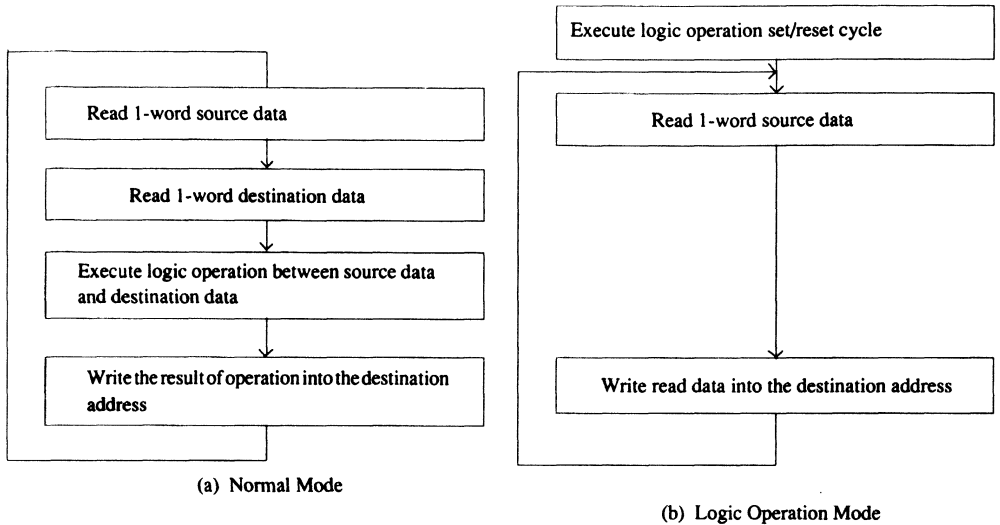 Read 1-word source data
Read 1-word destination data
Execute logic operation between source data
and destination data
Write the result of operation into the destination
address
(a) Normal Mode
Execute logic operation set/reset cycle
Read 1-word source data
Write read data into the destination address
(b) Logic Operation Mode